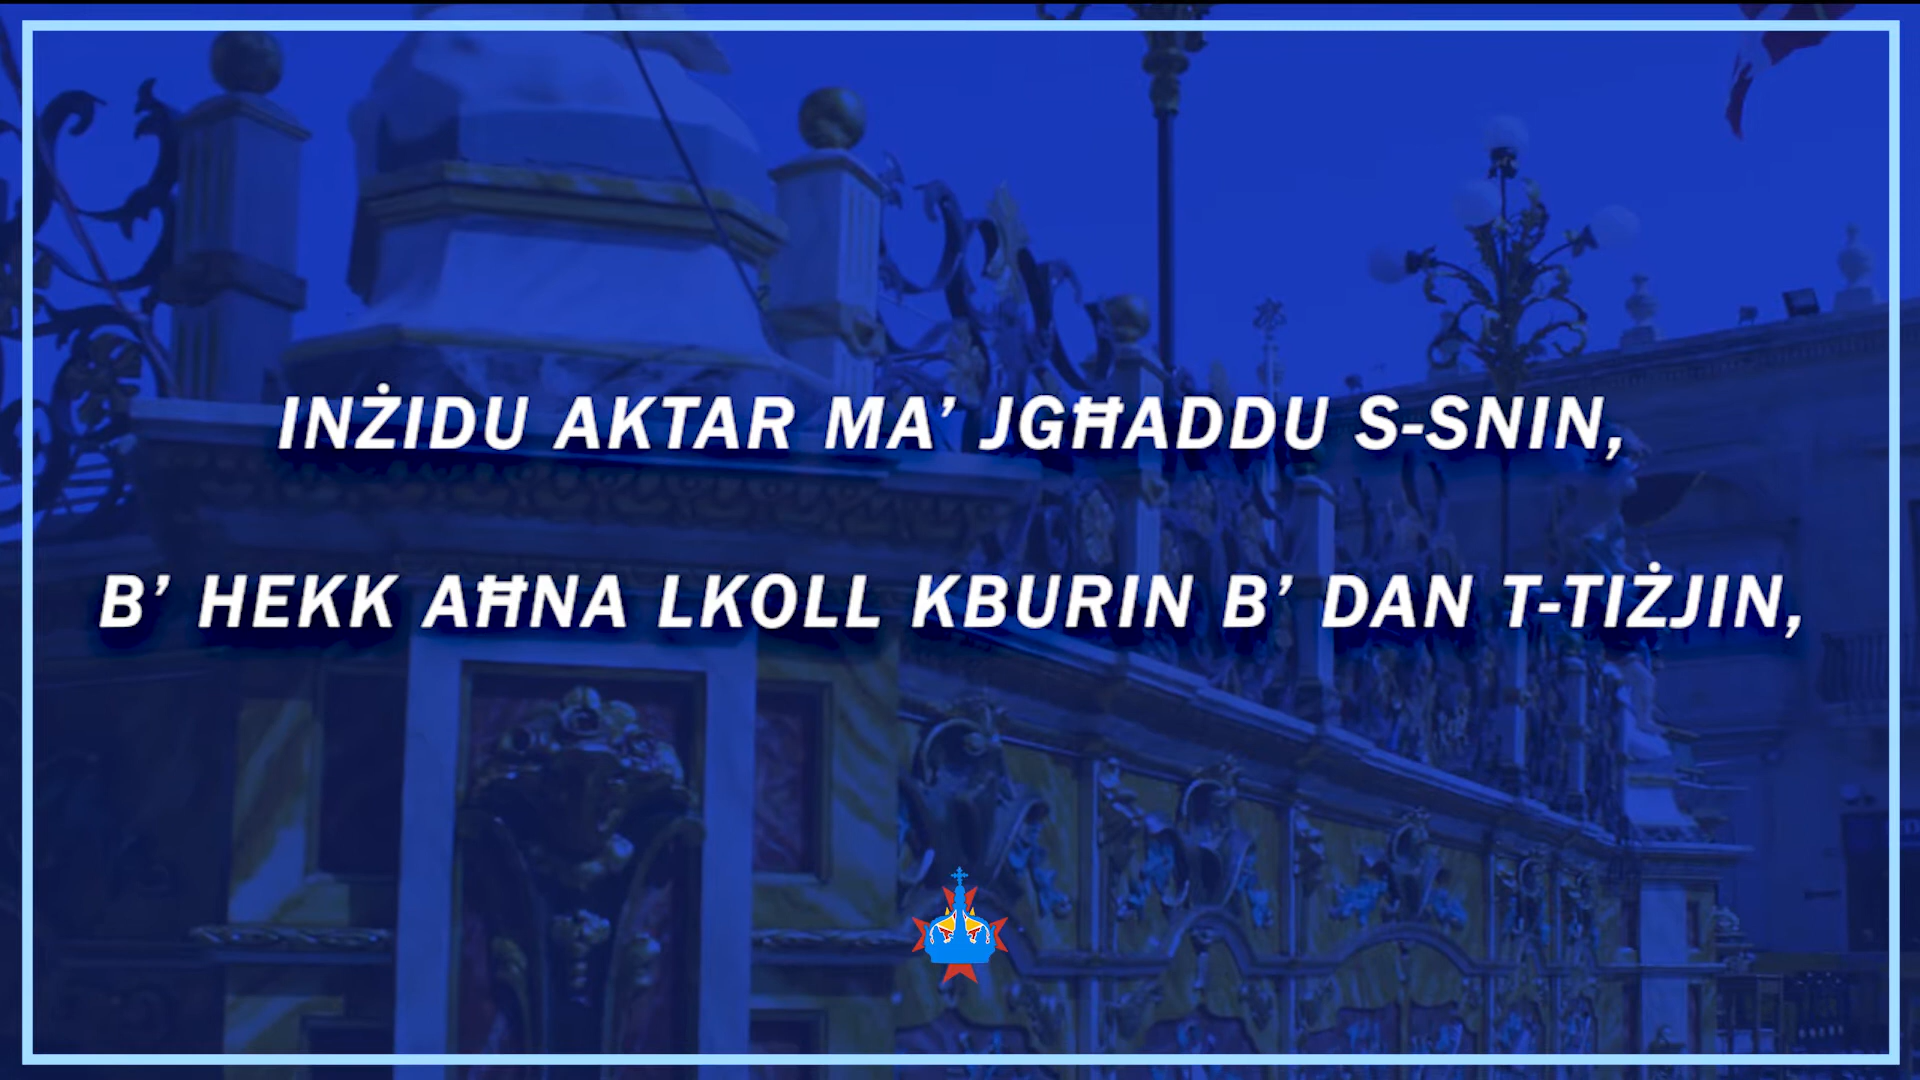 INŻIDU AKTAR MA’ JGĦADDU S-SNIN,
B’ HEKK AĦNA LKOLL KBURIN B’ DAN T-TIŻJIN,